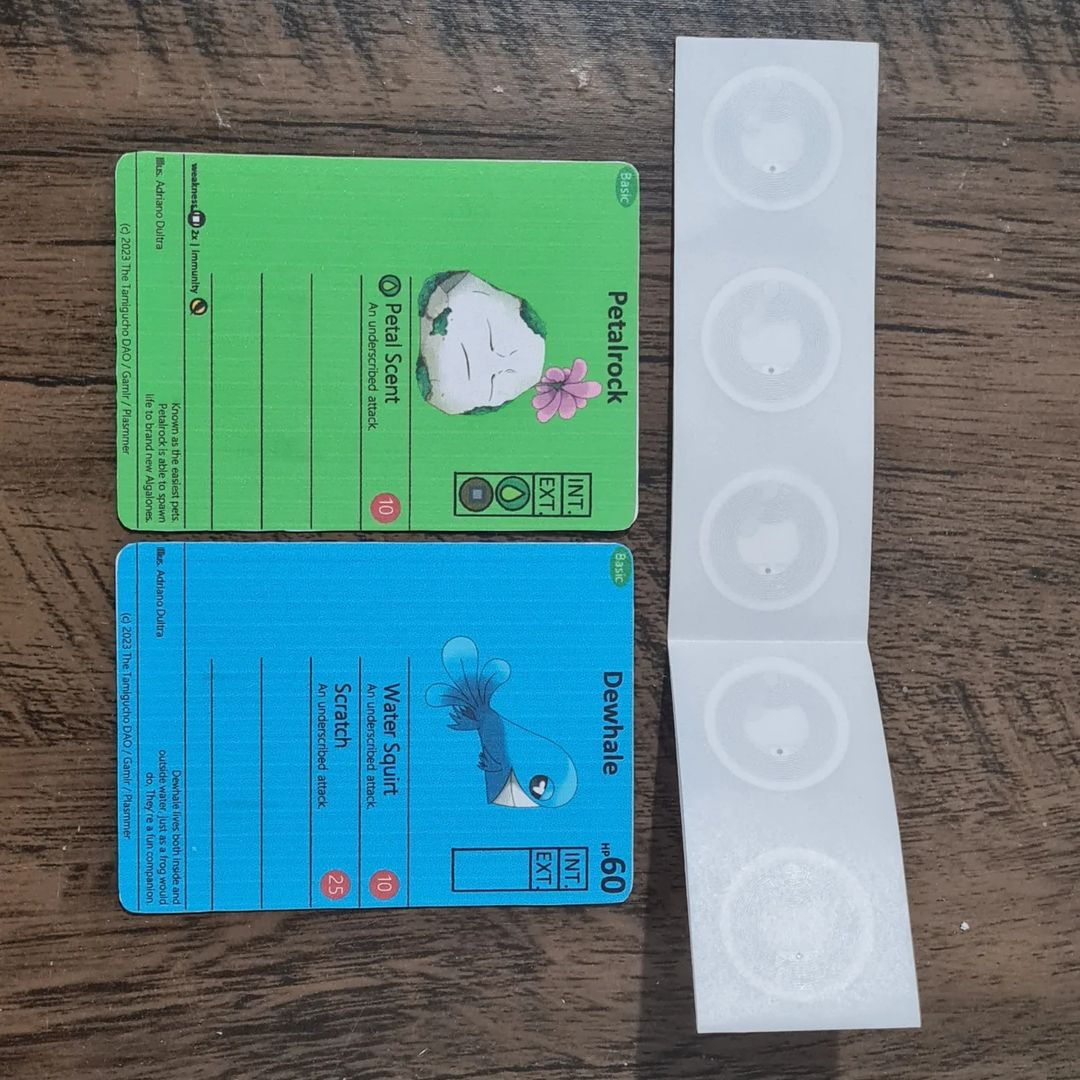 Basic
Petalrock
INT.
EXT.
Petal Scent
10
An underscribed attack.
weakness 2x | Immunity
Illus. Adriano Dultra
Known as the easiest pets,
Petalrock is able to spawn
life to brand new Algalones.
(c) 2023 The Tamigucho DAO / Gamlr / Plasmmer
Basic
Dewhale
HP60
INT.
EXT.
Water Squirt
10
An underscribed attack.
Scratch
25
An underscribed attack.
Illus. Adriano Dultra
Dewhale lives both inside and
outside water, just as a frog would
do. They're a fun companion.
(c) 2023 The Tamigucho DAO / Gamlr / Plasmmer